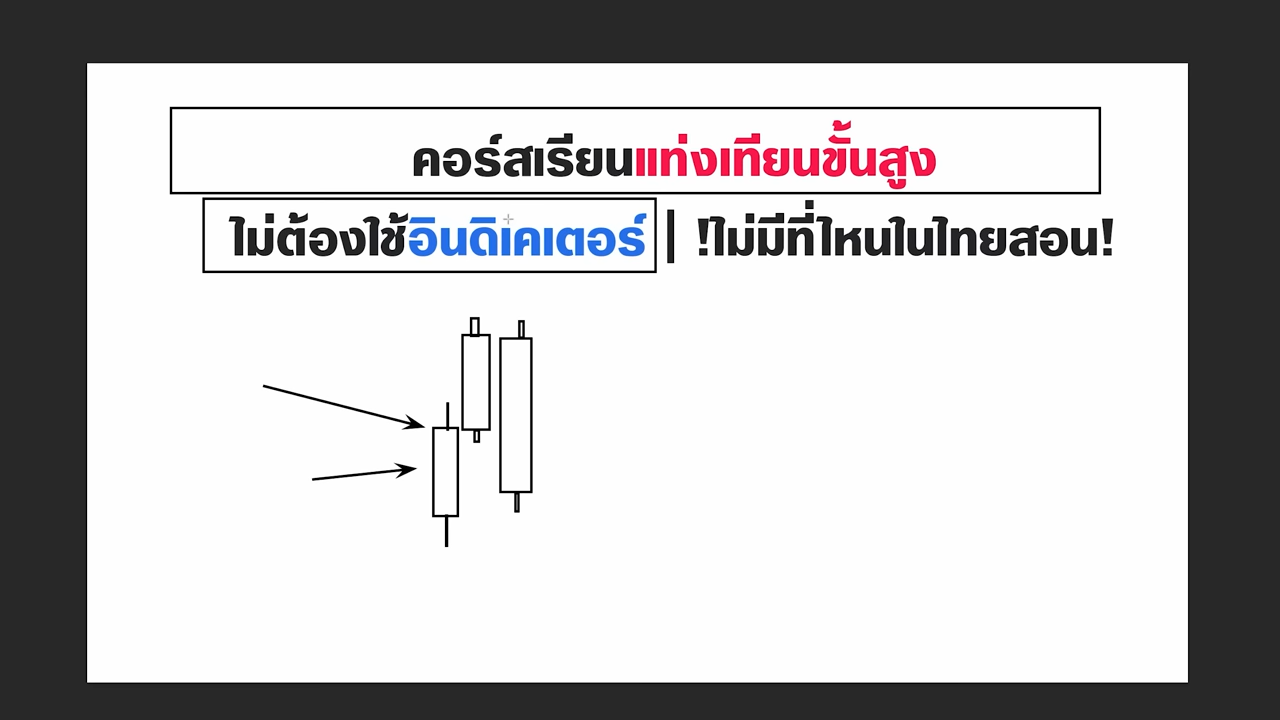 คอร์สเรียนแท่งเทียนขั้นสูง
ไม่ต้องใช้อินดิเคเตอร์ | !ไม่มีที่ไหนในไทยสอน!